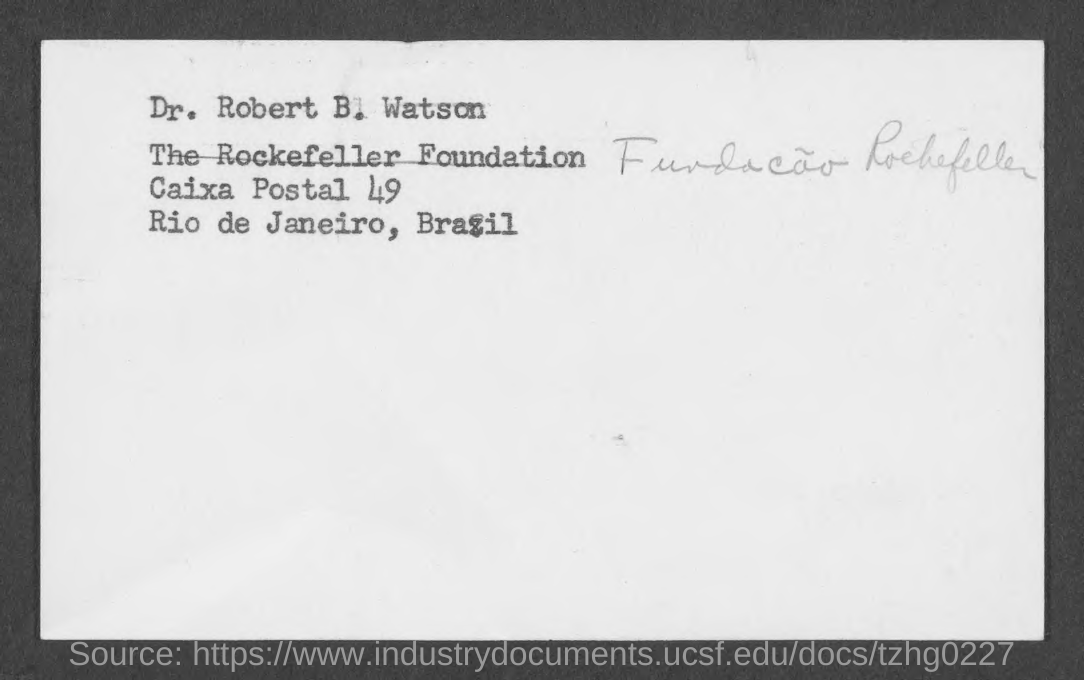 Dr. Robert B. Watson
The Rockefeller Foundation Fundacão Rockefeller
Caixa Postal 49
Rio de Janeiro, Brazil
Source: https://www.industrydocuments.ucsf.edu/docs/tzhg0227